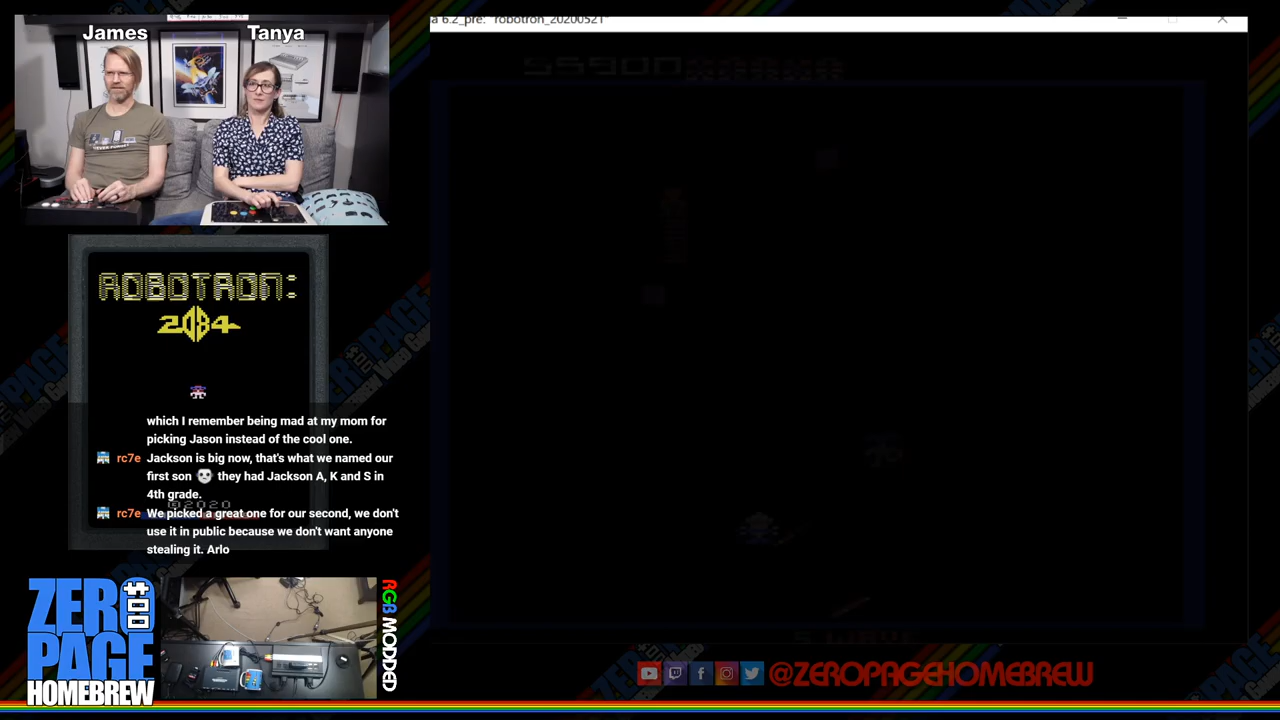 James
Tanya
a 6.2_pre: "robotron_20200521"
55900
ROBOTRON:
2084
which I remember being mad at my mom for
picking Jason instead of the cool one.
rc7e Jackson is big now, that's what we named our
first son they had Jackson A, K and S in
4th grade.
©2020
rc7e We picked a great one for our second, we don't
use it in public because we don't want anyone
stealing it. Arlo
ZERO
PAGE
HOMEBREW
RGB MODDED
@ZEROPAGEHOMEBREW